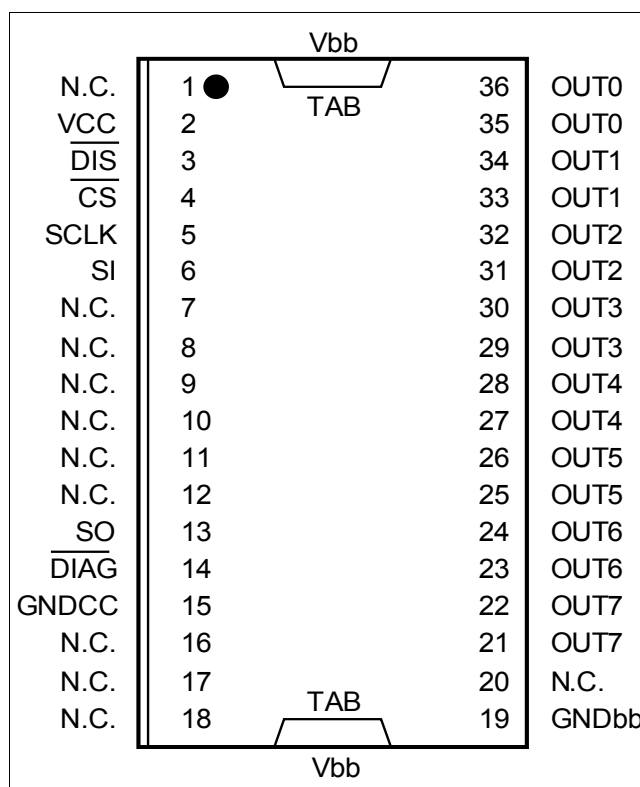 Vbb
TAB
N.C. 1 36 OUT0
VCC 2 35 OUT0
DIS 3 34 OUT1
CS 4 33 OUT1
SCLK 5 32 OUT2
SI 6 31 OUT2
N.C. 7 30 OUT3
N.C. 8 29 OUT3
N.C. 9 28 OUT4
N.C. 10 27 OUT4
N.C. 11 26 OUT5
N.C. 12 25 OUT5
SO 13 24 OUT6
DIAG 14 23 OUT6
GNDCC 15 22 OUT7
N.C. 16 21 OUT7
N.C. 17 20 N.C.
TAB
N.C. 18 19 GNDbb
Vbb